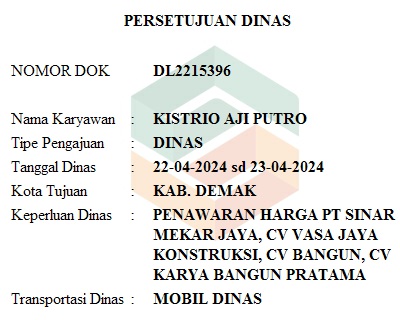 PERSETUJUAN DINAS
NOMOR DOK DL2215396
Nama Karyawan : KISTRIO AJI PUTRO
Tipe Pengajuan : DINAS
Tanggal Dinas : 22-04-2024 sd 23-04-2024
Kota Tujuan : KAB. DEMAK
Keperluan Dinas : PENAWARAN HARGA PT SINAR
MEKAR JAYA, CV VASA JAYA
KONSTRUKSI, CV BANGUN, CV
KARYA BANGUN PRATAMA
Transportasi Dinas : MOBIL DINAS